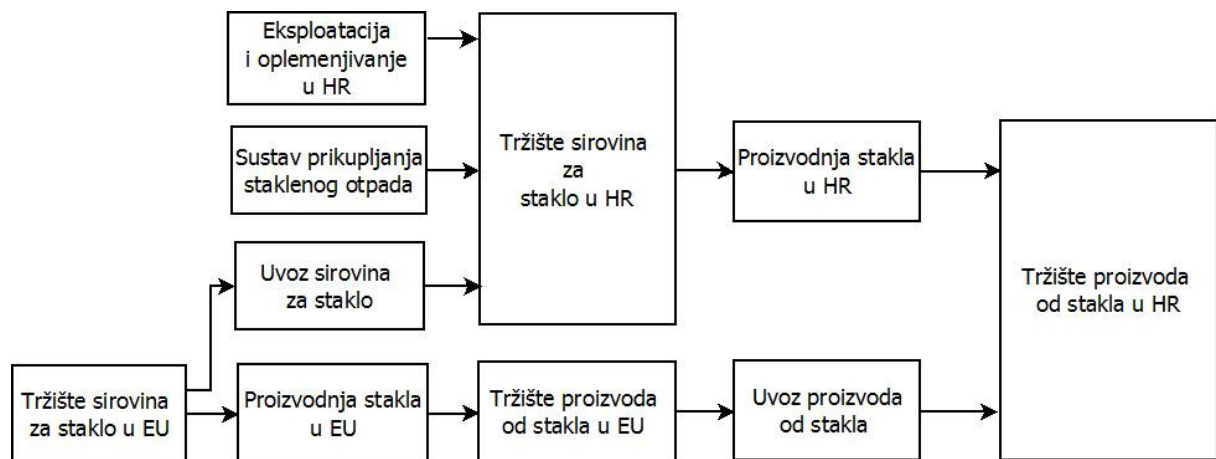 Eksploatacija
i oplemenjivanje
u HR
Sustav prikupljanja
staklenog otpada
Uvoz sirovina
za staklo
Tržište sirovina
za
staklo u HR
Proizvodnja stakla
u HR
Tržište proizvoda
od stakla u HR
Tržište sirovina
za staklo u EU
Proizvodnja stakla
u EU
Tržište proizvoda
od stakla u EU
Uvoz proizvoda
od stakla